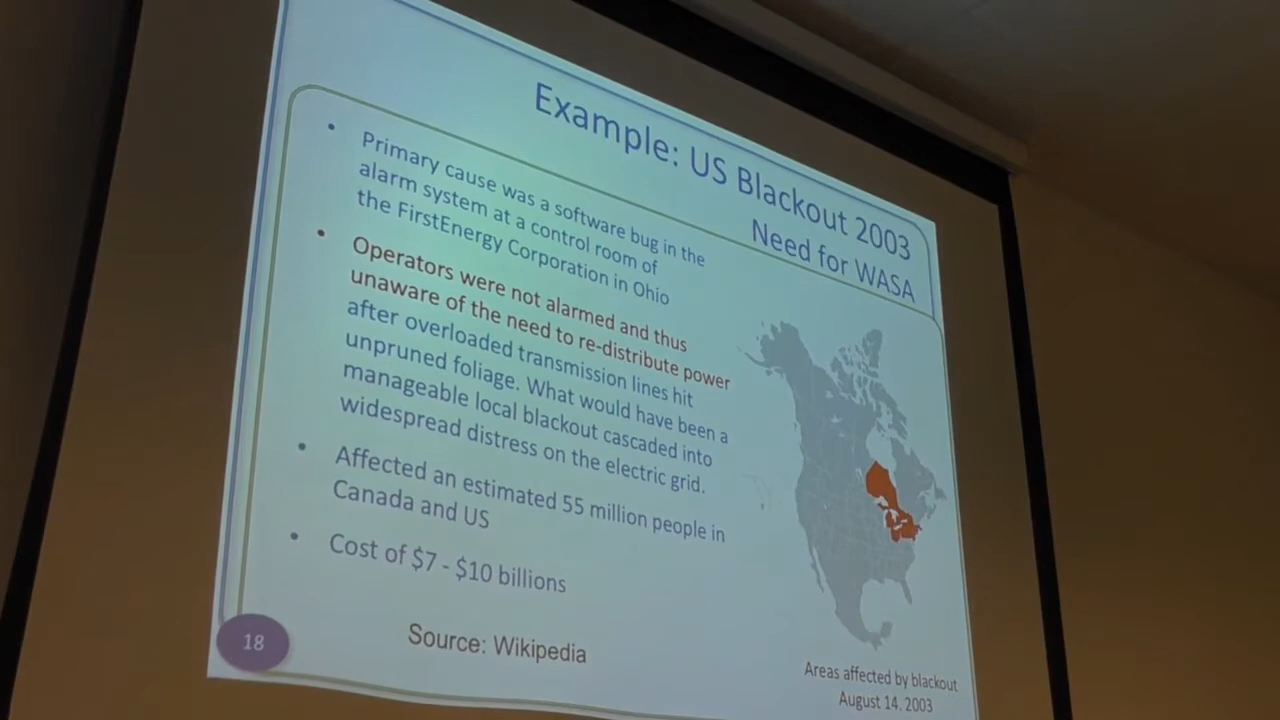 Example: US Blackout 2003
Need for WASA
• Primary cause was a software bug in the
alarm system at a control room of
the FirstEnergy Corporation in Ohio
• Operators were not alarmed and thus
unaware of the need to re-distribute power
after overloaded transmission lines hit
unpruned foliage. What would have been a
manageable local blackout cascaded into
widespread distress on the electric grid.
• Affected an estimated 55 million people in
Canada and US
• Cost of $7 - $10 billions
Source: Wikipedia
18
Areas affected by blackout
August 14, 2003